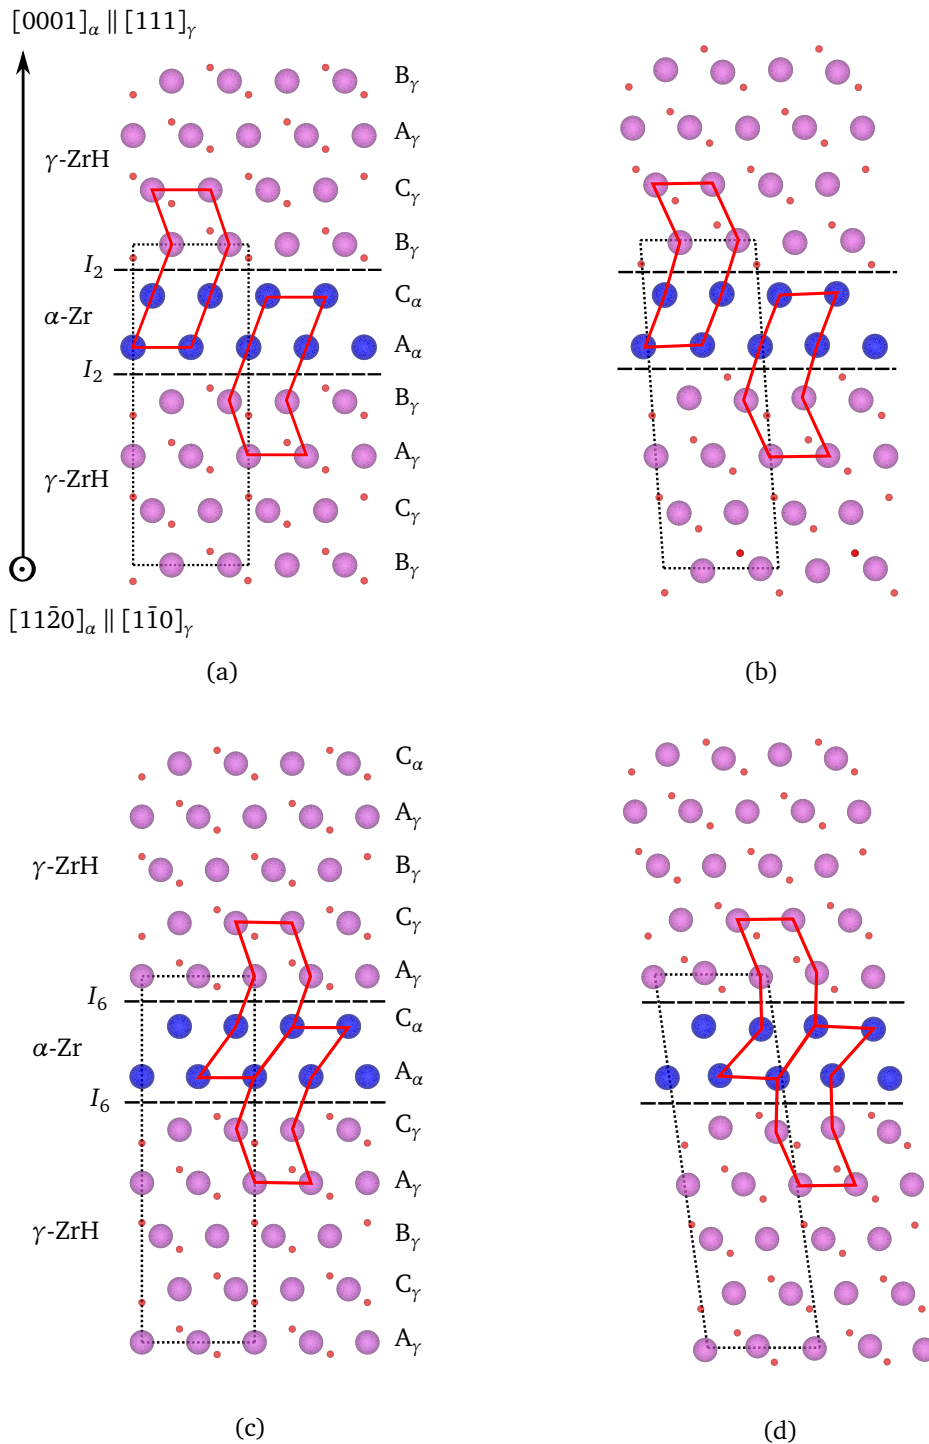 [0001]α ∥ [111]γ
Bγ
Aγ
γ-ZrH
Cγ
Bγ
I2
Cα
α-Zr
Aα
I2
Bγ
Aγ
γ-ZrH
Cγ
Bγ
[112̄0]α ∥ [11̄0]γ
(a)
(b)
Cα
Aγ
γ-ZrH
Bγ
Cγ
Aγ
I6
Cα
α-Zr
Aα
I6
Cγ
Aγ
γ-ZrH
Bγ
Cγ
Aγ
(c)
(d)